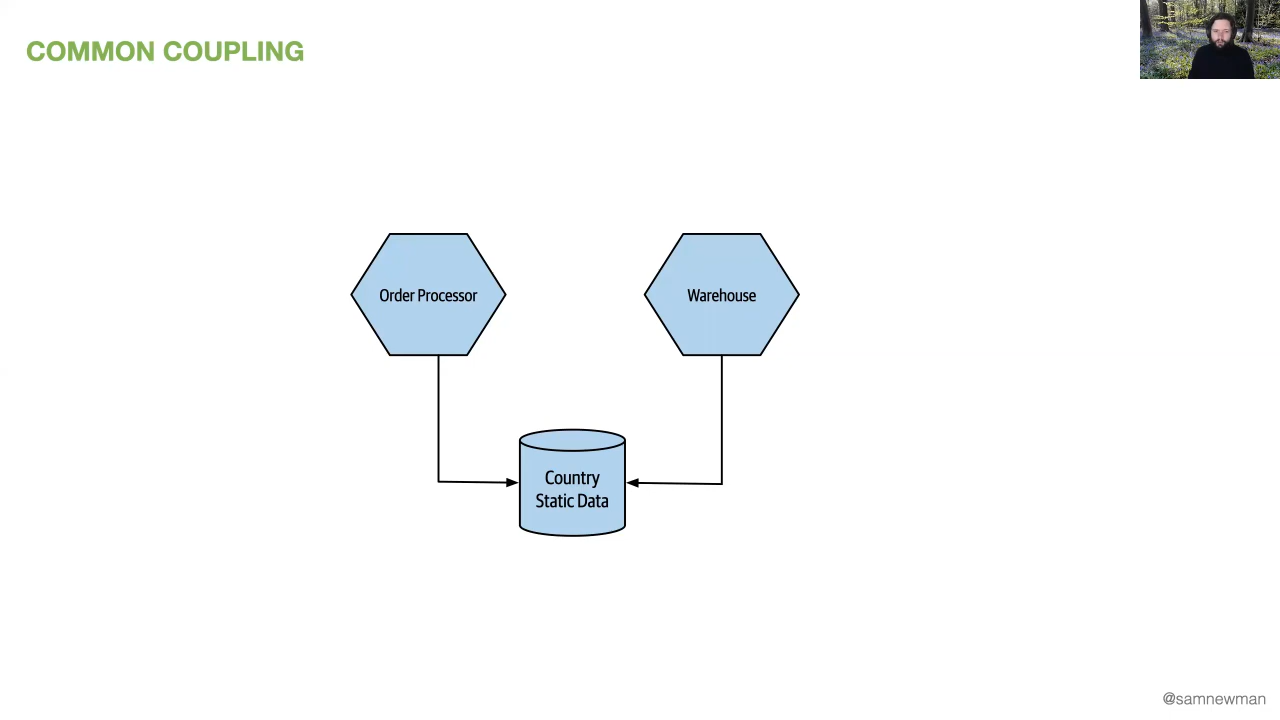 COMMON COUPLING
Order Processor
Warehouse
Country
Static Data
@samnewman